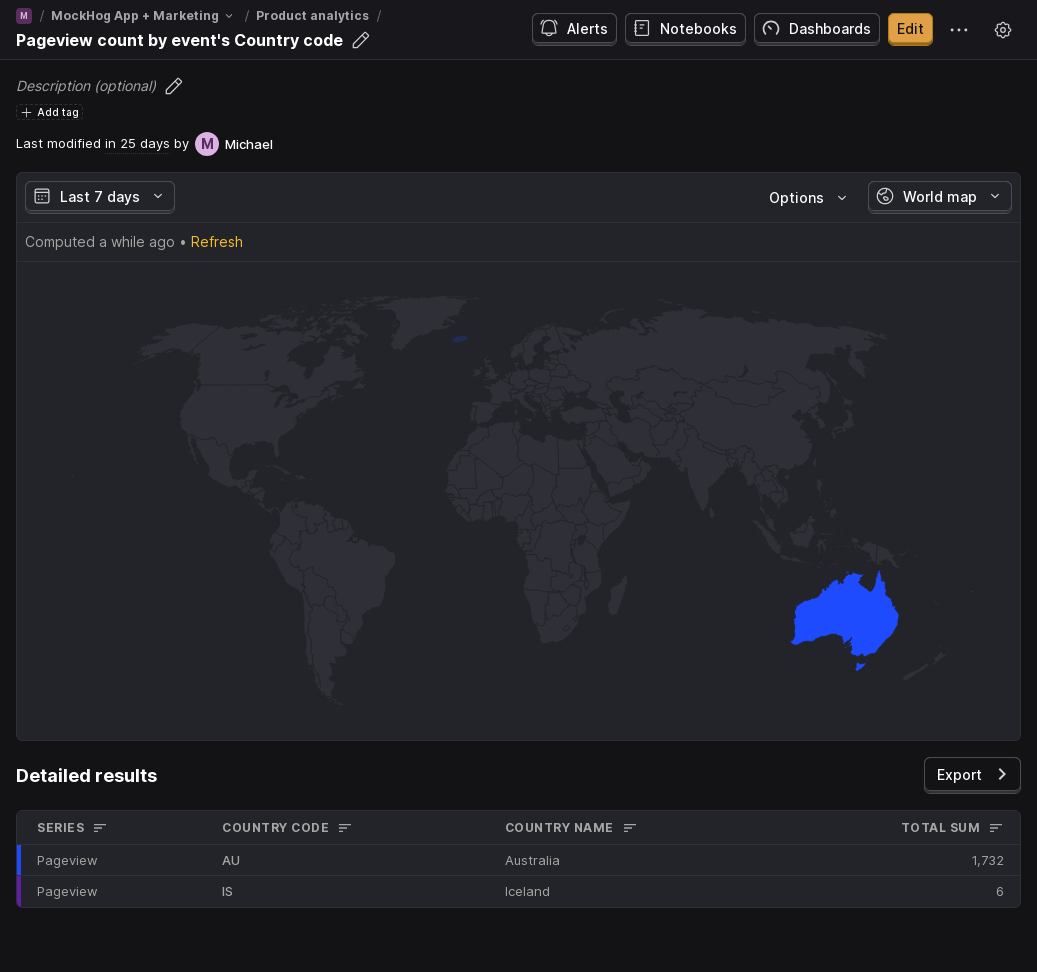 M / MockHog App + Marketing / Product analytics /
Pageview count by event's Country code
Alerts
Notebooks
Dashboards
Edit
Description (optional)
Add tag
Last modified in 25 days by M Michael
Last 7 days
Options
World map
Computed a while ago • Refresh
Detailed results
Export
SERIES COUNTRY CODE COUNTRY NAME TOTAL SUM
Pageview AU Australia 1,732
Pageview IS Iceland 6